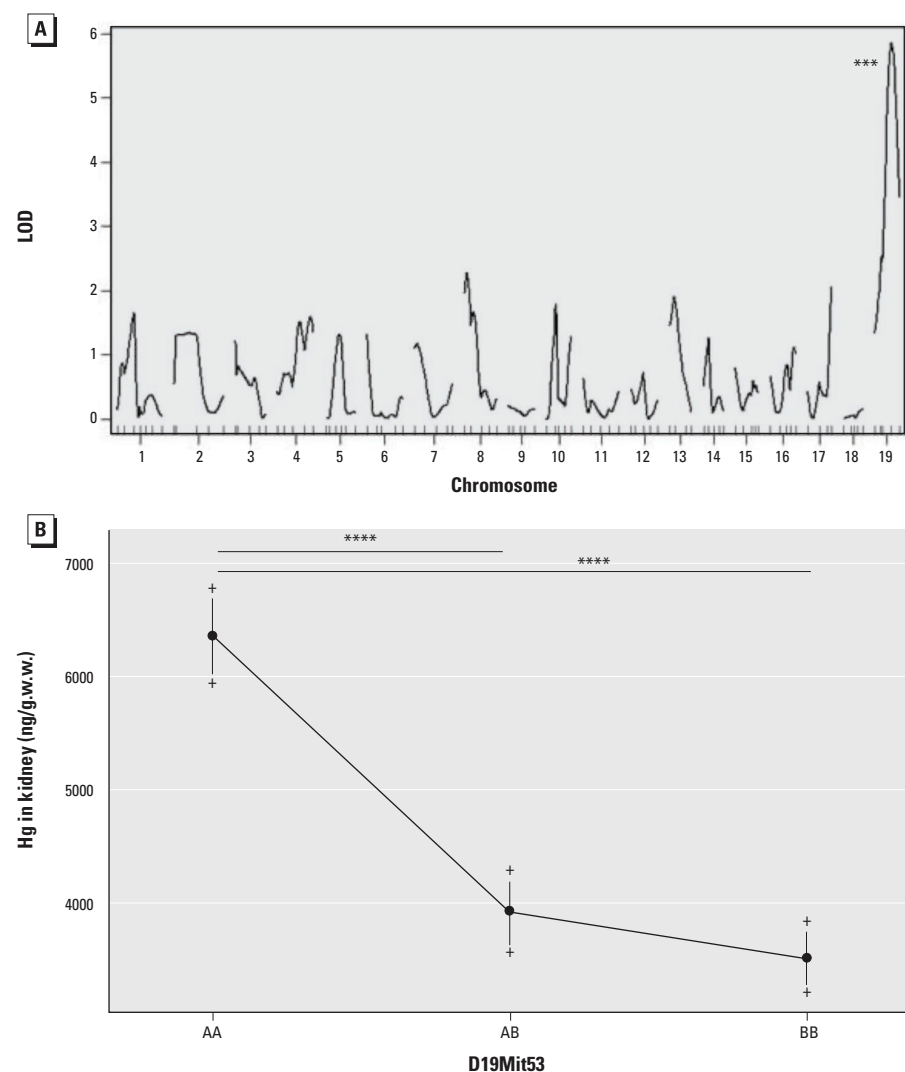 A
6
5
4
3
2
1
0
LOD
***
1 2 3 4 5 6 7 8 9 10 11 12 13 14 15 16 17 18 19
Chromosome
B
7000
6000
5000
4000
Hg in kidney (ng/g.w.w.)
****
****
AA AB BB
D19Mit53